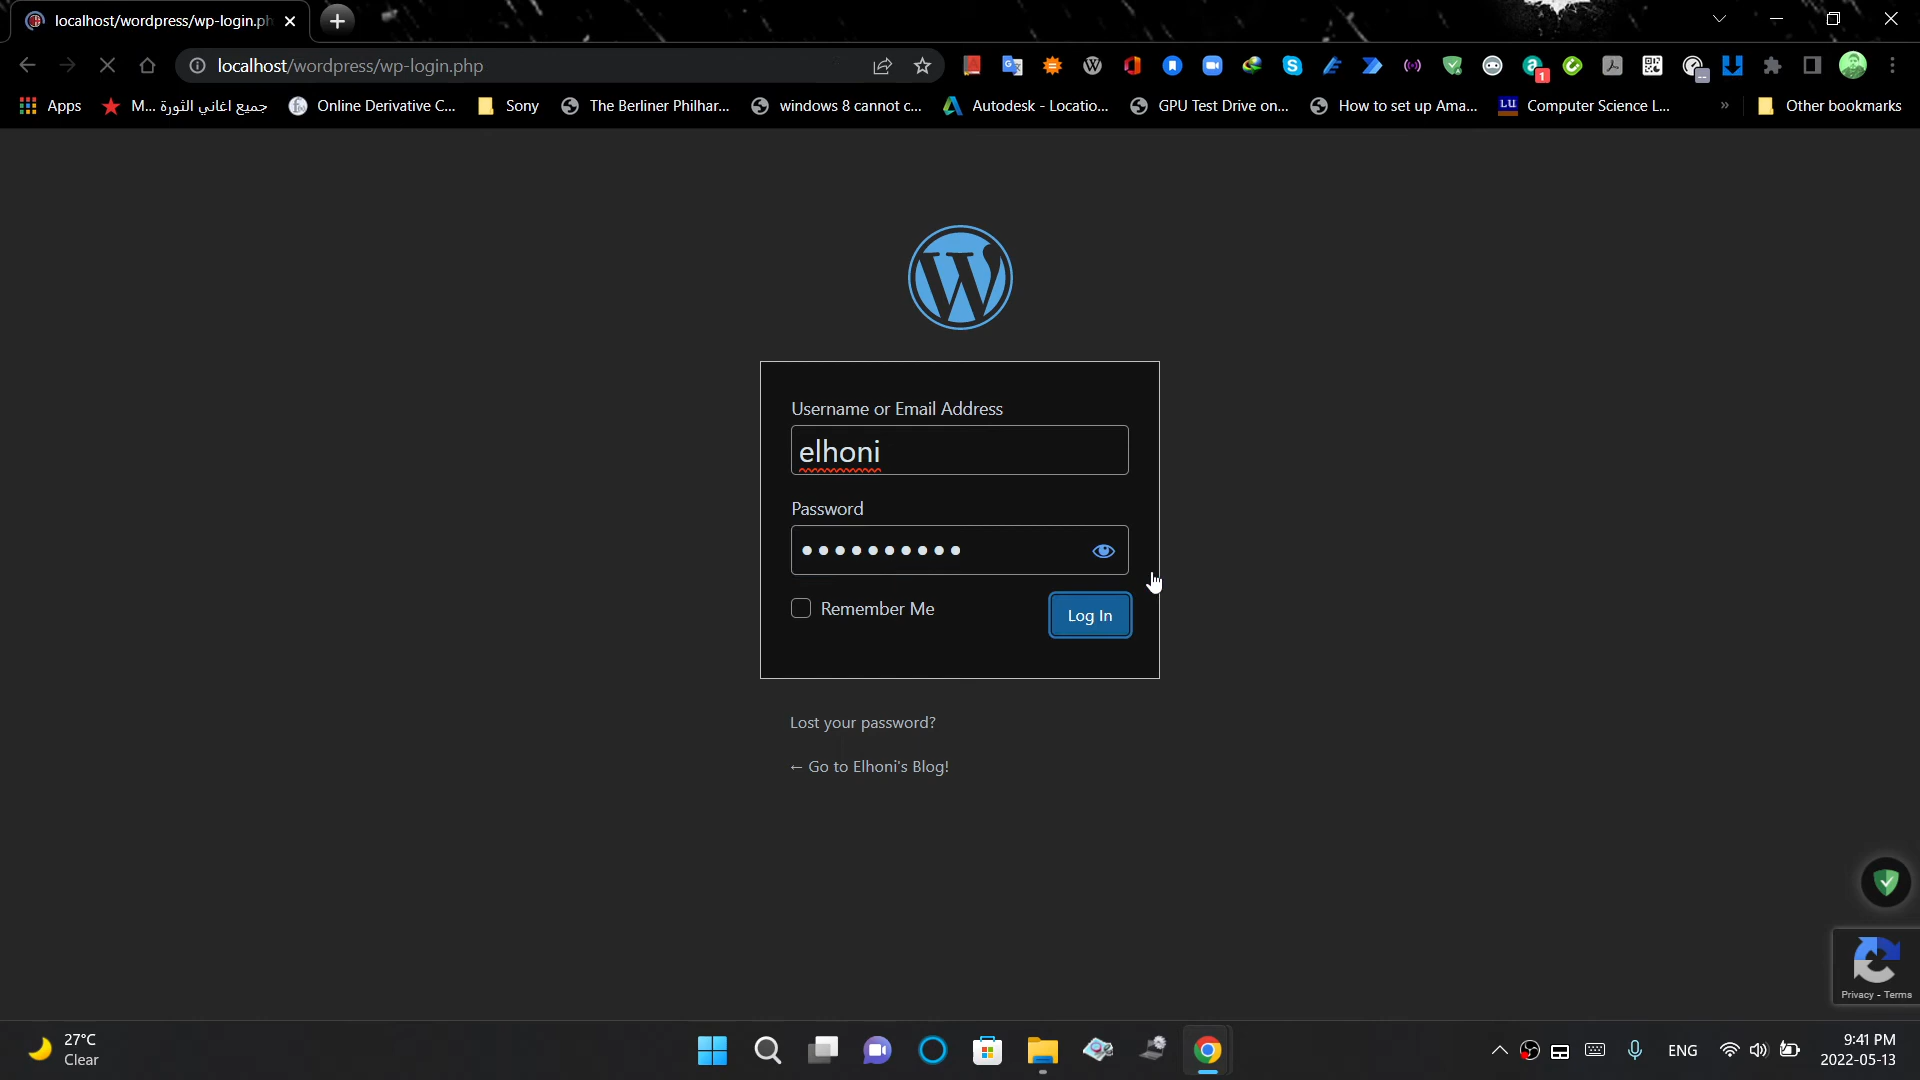 localhost/wordpress/wp-login.ph
localhost/wordpress/wp-login.php
1
Apps
M... جميع اغاني الثورة
Online Derivative C...
Sony
The Berliner Philhar...
windows 8 cannot c...
Autodesk - Locatio...
GPU Test Drive on...
How to set up Ama...
LU
Computer Science L...
»
Other bookmarks
Username or Email Address
elhoni
Password
Remember Me
Log In
Lost your password?
← Go to Elhoni's Blog!
Privacy - Terms
27°C
Clear
ENG
9:41 PM
2022-05-13